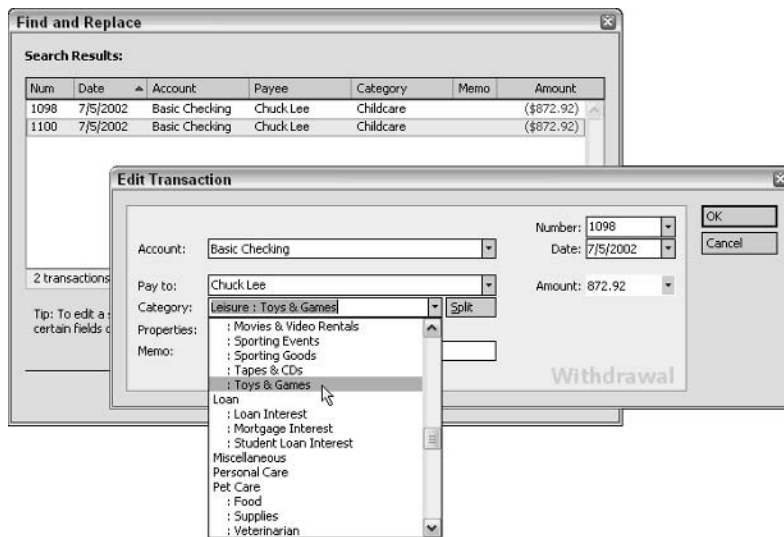 Find and Replace
Search Results:
Num Date Account Payee Category Memo Amount
1098 7/5/2002 Basic Checking Chuck Lee Childcare ($872.92)
1100 7/5/2002 Basic Checking Chuck Lee Childcare ($872.92)
Edit Transaction
Number: 1098
OK
Account: Basic Checking
Date: 7/5/2002
Cancel
2 transactions
Pay to: Chuck Lee
Amount: 872.92
Tip: To edit a
certain fields
Category: Leisure : Toys & Games
Split
Properties:
Memo:
: Movies & Video Rentals
: Sporting Events
: Sporting Goods
: Tapes & CDs
: Toys & Games
Loan
: Loan Interest
: Mortgage Interest
: Student Loan Interest
Miscellaneous
Personal Care
Pet Care
: Food
: Supplies
: Veterinarian
Withdrawal